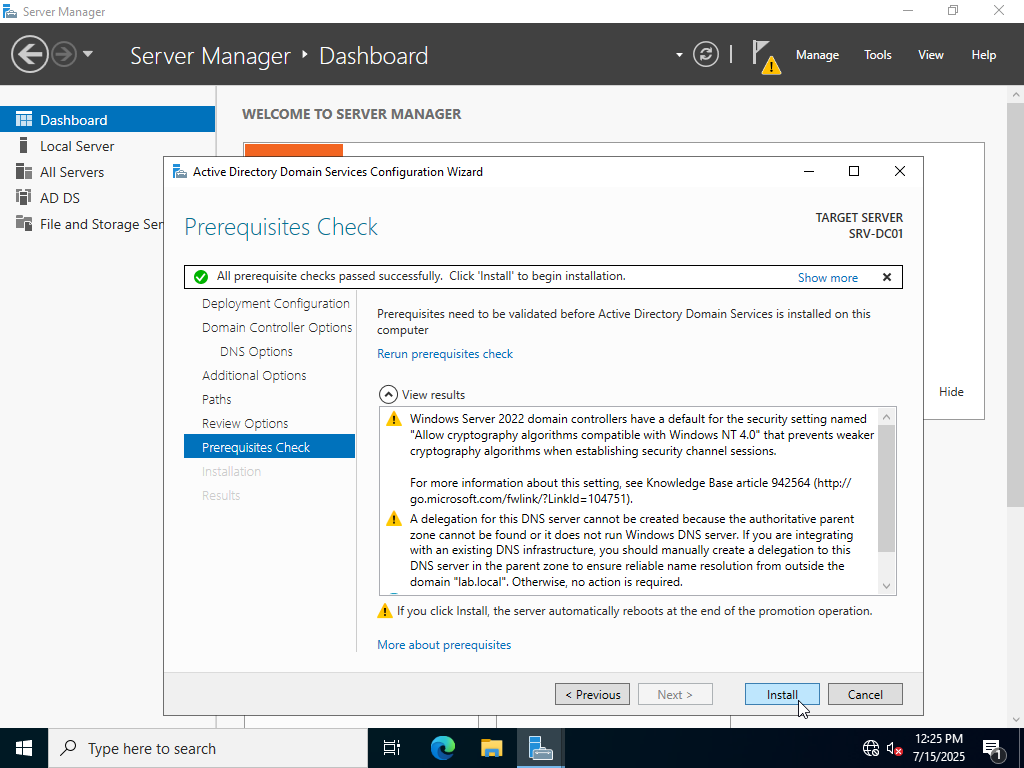 Server Manager
Server Manager ‣ Dashboard
Manage
Tools
View
Help
Dashboard
Local Server
All Servers
AD DS
File and Storage Ser
WELCOME TO SERVER MANAGER
Hide
Active Directory Domain Services Configuration Wizard
Prerequisites Check
TARGET SERVER
SRV-DC01
All prerequisite checks passed successfully. Click 'Install' to begin installation.
Show more
Deployment Configuration
Domain Controller Options
DNS Options
Additional Options
Paths
Review Options
Prerequisites Check
Installation
Results
Prerequisites need to be validated before Active Directory Domain Services is installed on this
computer
Rerun prerequisites check
View results
Windows Server 2022 domain controllers have a default for the security setting named
"Allow cryptography algorithms compatible with Windows NT 4.0" that prevents weaker
cryptography algorithms when establishing security channel sessions.
For more information about this setting, see Knowledge Base article 942564 (http://
go.microsoft.com/fwlink/?LinkId=104751).
A delegation for this DNS server cannot be created because the authoritative parent
zone cannot be found or it does not run Windows DNS server. If you are integrating
with an existing DNS infrastructure, you should manually create a delegation to this
DNS server in the parent zone to ensure reliable name resolution from outside the
domain "lab.local". Otherwise, no action is required.
If you click Install, the server automatically reboots at the end of the promotion operation.
More about prerequisites
< Previous
Next >
Install
Cancel
Type here to search
12:25 PM
7/15/2025
1